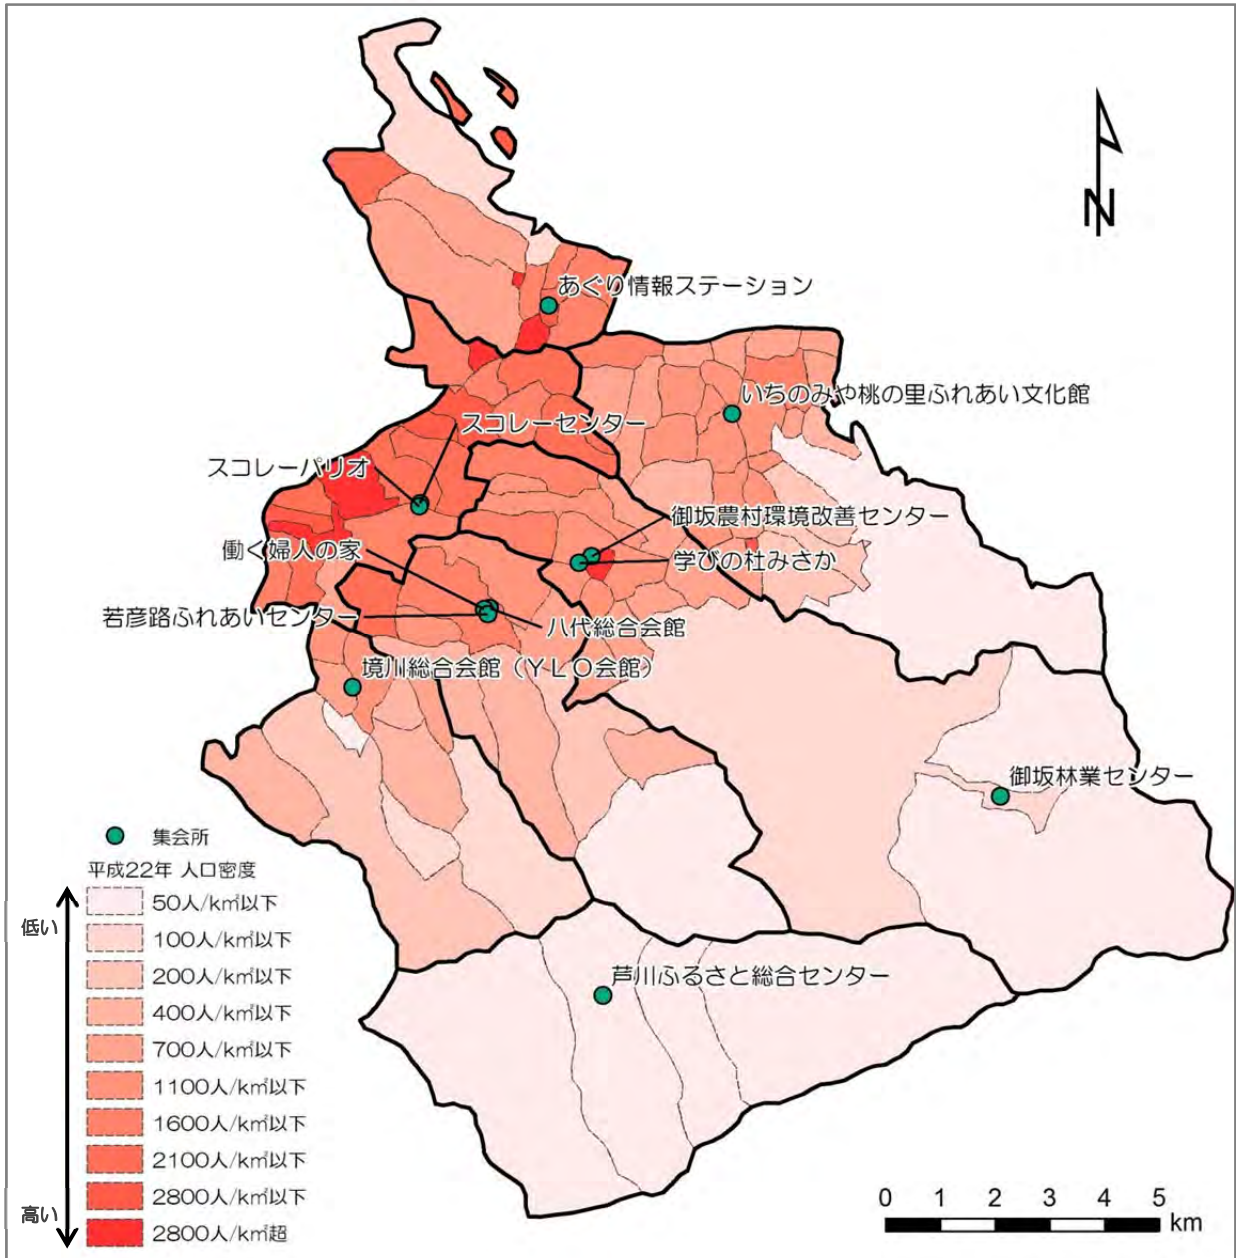 N
あぐり情報ステーション
いちのみや桃の里ふれあい文化館
スコレーセンター
スコレーパリオ
御坂農村環境改善センター
働く婦人の家
学びの杜みさか
若彦路ふれあいセンター
八代総合会館
境川総合会館（ＹＬＯ会館）
御坂林業センター
芦川ふるさと総合センター
集会所
平成22年 人口密度
低い
50人/k㎡以下
100人/k㎡以下
200人/k㎡以下
400人/k㎡以下
700人/k㎡以下
1100人/k㎡以下
1600人/k㎡以下
2100人/k㎡以下
2800人/k㎡以下
2800人/k㎡超
高い
0 1 2 3 4 5
km